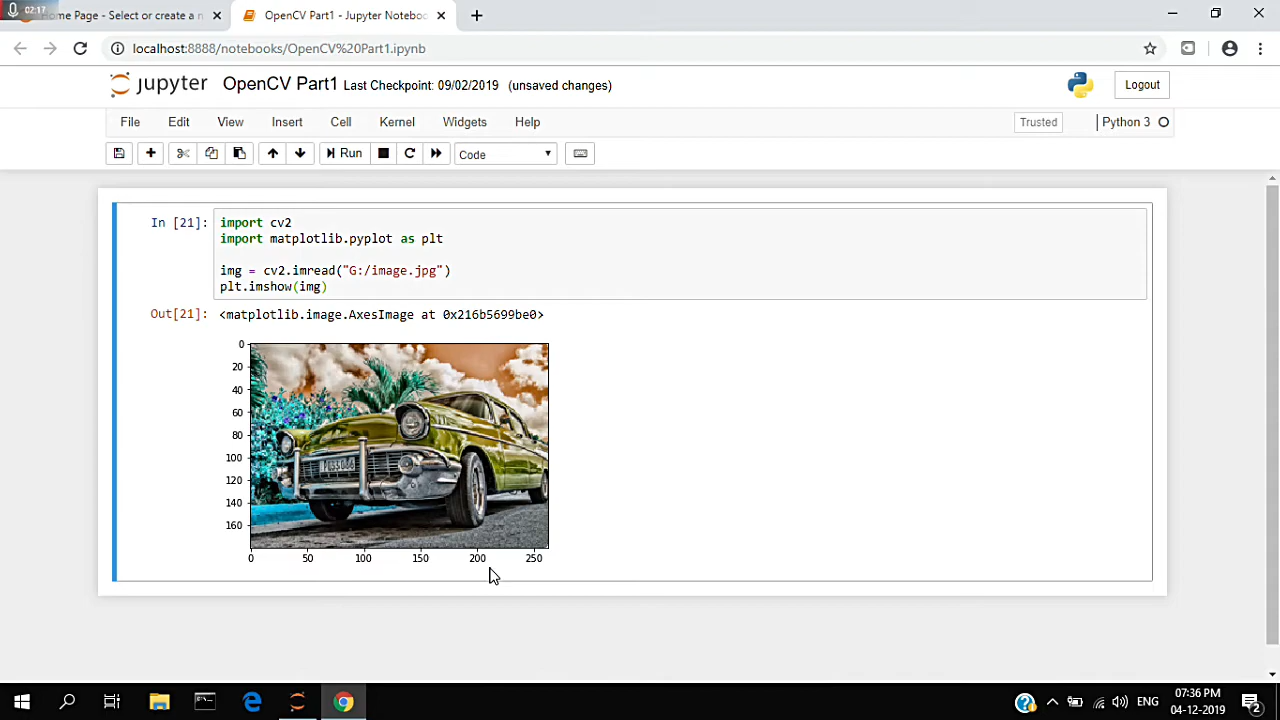 02:17
Home Page - Select or create a n
OpenCV Part1 - Jupyter Noteboo
localhost:8888/notebooks/OpenCV%20Part1.ipynb
jupyter OpenCV Part1 Last Checkpoint: 09/02/2019 (unsaved changes)
Logout
File Edit View Insert Cell Kernel Widgets Help
Trusted
Python 3
Run
Code
In [21]:
import cv2
import matplotlib.pyplot as plt
img = cv2.imread("G:/image.jpg")
plt.imshow(img)
Out[21]: <matplotlib.image.AxesImage at 0x216b5699be0>
0
20
40
60
80
100
120
140
160
0 50 100 150 200 250
ENG
07:36 PM
04-12-2019
2